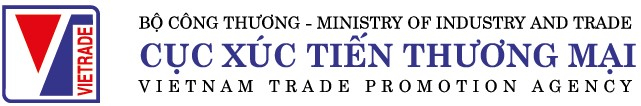 VIETRADE
BỘ CÔNG THƯƠNG - MINISTRY OF INDUSTRY AND TRADE
CỤC XÚC TIẾN THƯƠNG MẠI
VIETNAM TRADE PROMOTION AGENCY